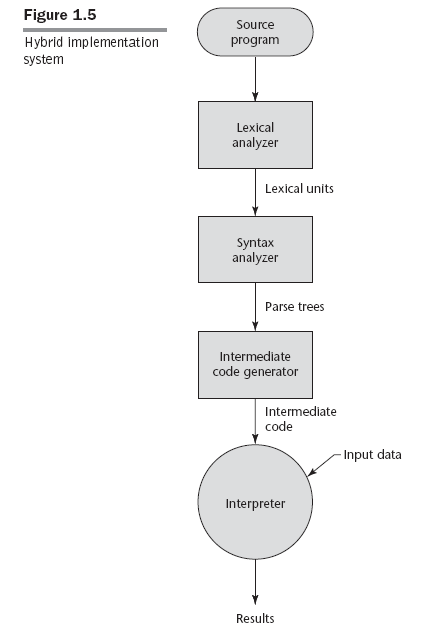 Figure 1.5
Hybrid implementation
system
Source
program
Lexical
analyzer
Lexical units
Syntax
analyzer
Parse trees
Intermediate
code generator
Intermediate
code
Input data
Interpreter
Results